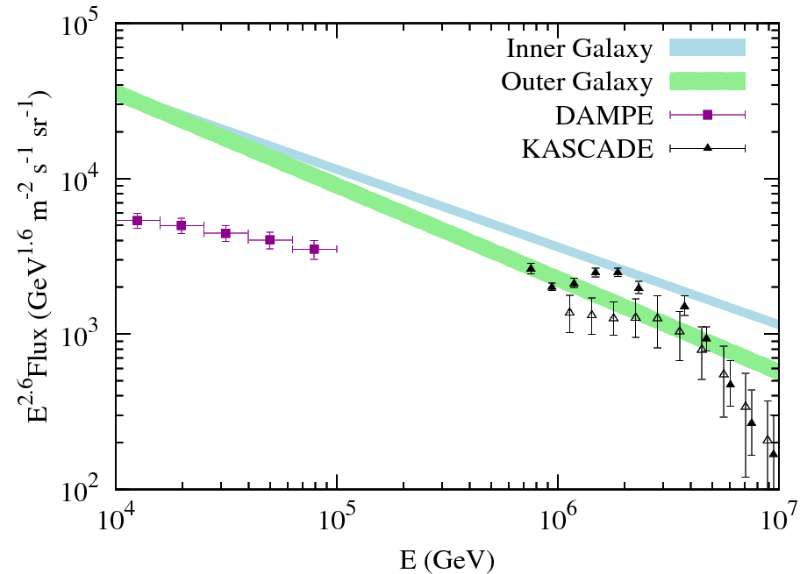 10^5
10^4
10^3
10^2
E^2.6Flux (GeV^1.6 m^-2 s^-1 sr^-1)
Inner Galaxy
Outer Galaxy
DAMPE
KASCADE
10^4 10^5 10^6 10^7
E (GeV)